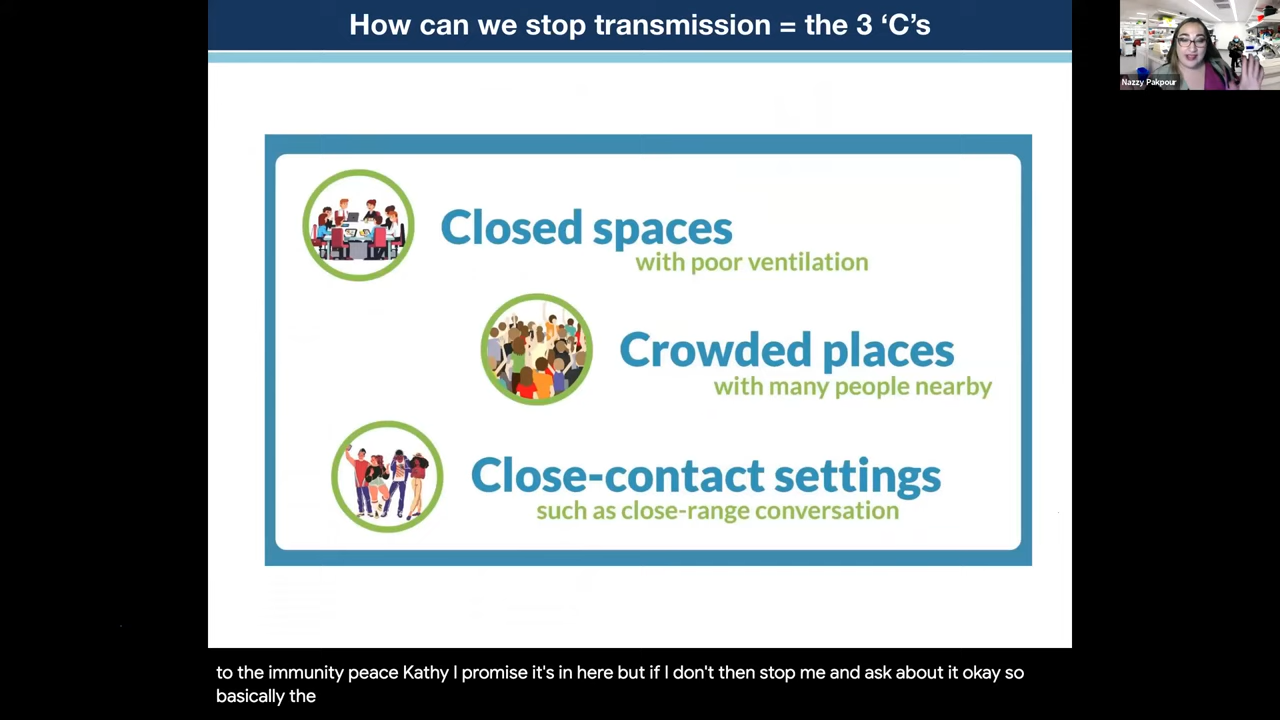 How can we stop transmission = the 3 ‘C’s
Nazzy Pakpour
Closed spaces
with poor ventilation
Crowded places
with many people nearby
Close-contact settings
such as close-range conversation
to the immunity peace Kathy I promise it's in here but if I don't then stop me and ask about it okay so
basically the